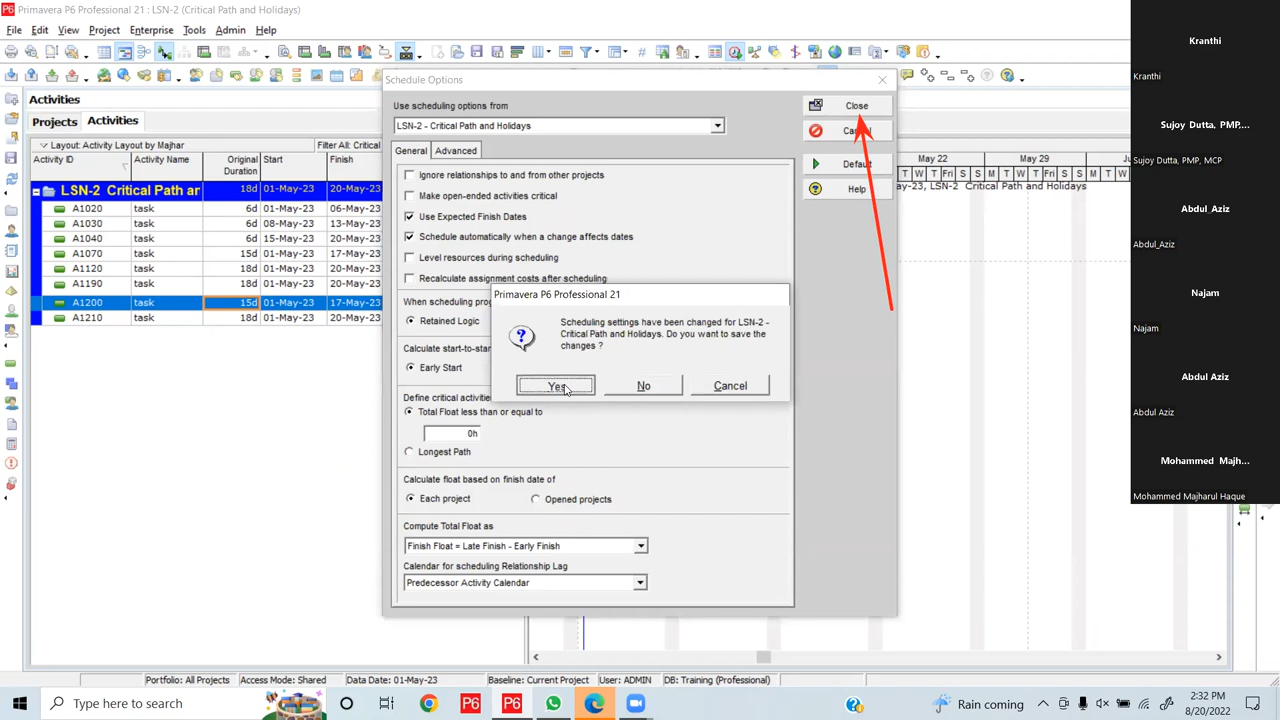 Primavera P6 Professional 21 : LSN-2 (Critical Path and Holidays)
File Edit View Project Enterprise Tools Admin Help
Activities
Projects Activities
Layout: Activity Layout by Majhar
Filter All: Critical
Activity ID Activity Name Original Duration Start Finish
LSN-2 Critical Path ar 18d 01-May-23 20-May-23
A1020 task 6d 01-May-23 06-May-23
A1030 task 6d 08-May-23 13-May-23
A1040 task 6d 15-May-23 20-May-23
A1070 task 15d 01-May-23 17-May-23
A1120 task 18d 01-May-23 20-May-23
A1190 task 18d 01-May-23 20-May-23
A1200 task 15d 01-May-23 17-May-23
A1210 task 18d 01-May-23 20-May-23
Schedule Options
Use scheduling options from
LSN-2 - Critical Path and Holidays
General Advanced
Ignore relationships to and from other projects
Make open-ended activities critical
Use Expected Finish Dates
Schedule automatically when a change affects dates
Level resources during scheduling
Recalculate assignment costs after scheduling
When scheduling pro
Retained Logic
Calculate start-to-star
Early Start
Define critical activitie
Total Float less than or equal to
0h
Longest Path
Calculate float based on finish date of
Each project
Opened projects
Compute Total Float as
Finish Float = Late Finish - Early Finish
Calendar for scheduling Relationship Lag
Predecessor Activity Calendar
Close
Default
Help
Primavera P6 Professional 21
Scheduling settings have been changed for LSN-2 -
Critical Path and Holidays. Do you want to save the
changes ?
Yes
No
Cancel
May 22 May 29
M T W T Fri S S M T W T Fri S S M T W
ay-23, LSN-2 Critical Path and Holidays
Kranthi
Kranthi
Sujoy Dutta, PMP,...
Sujoy Dutta, PMP, MCP
Abdul_Aziz
Abdul_Aziz
Najam
Najam
Abdul Aziz
Abdul Aziz
Mohammed Majh...
Mohammed Majharul Haque
Portfolio: All Projects
Access Mode: Shared
Data Date: 01-May-23
Baseline: Current Project
User: ADMIN
DB: Training (Professional)
Type here to search
Rain coming
2:32 PM
8/20/2022